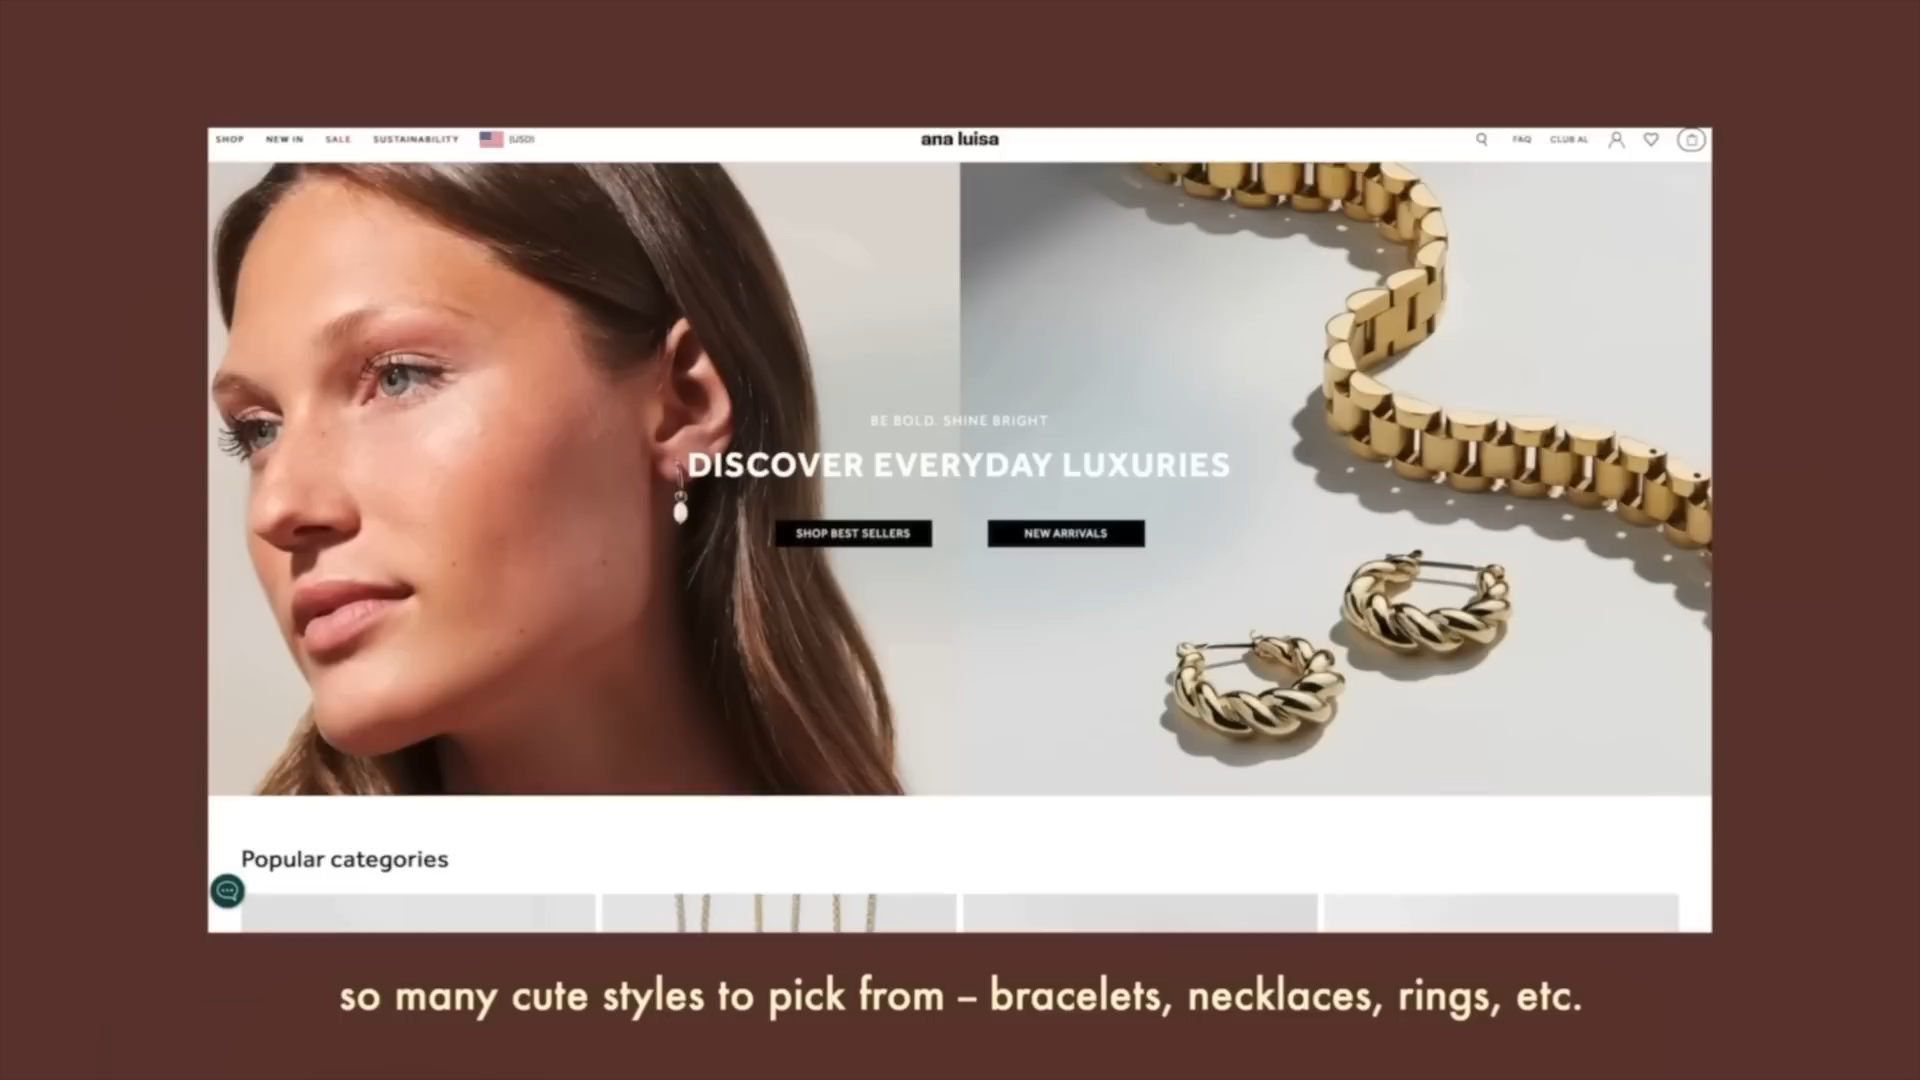 SHOP NEW IN SALE SUSTAINABILITY (USD) ana luisa FAQ CLUB AL
BE BOLD. SHINE BRIGHT
DISCOVER EVERYDAY LUXURIES
SHOP BEST SELLERS NEW ARRIVALS
Popular categories
so many cute styles to pick from – bracelets, necklaces, rings, etc.